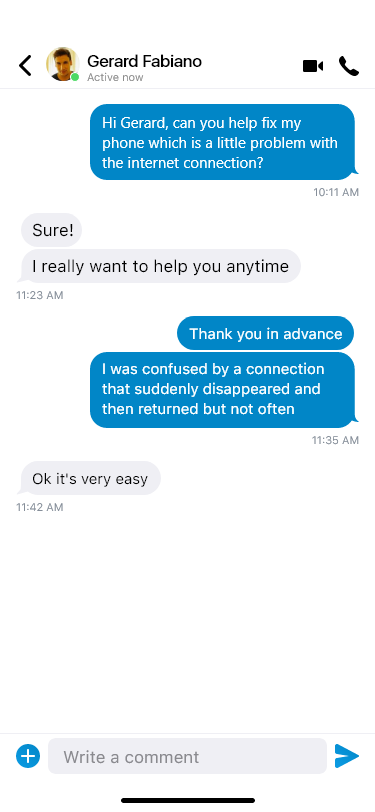 Gerard Fabiano
Active now
Hi Gerard, can you help fix my
phone which is a little problem with
the internet connection?
10:11 AM
Sure!
I really want to help you anytime
11:23 AM
Thank you in advance
I was confused by a connection
that suddenly disappeared and
then returned but not often
11:35 AM
Ok it's very easy
11:42 AM
Write a comment